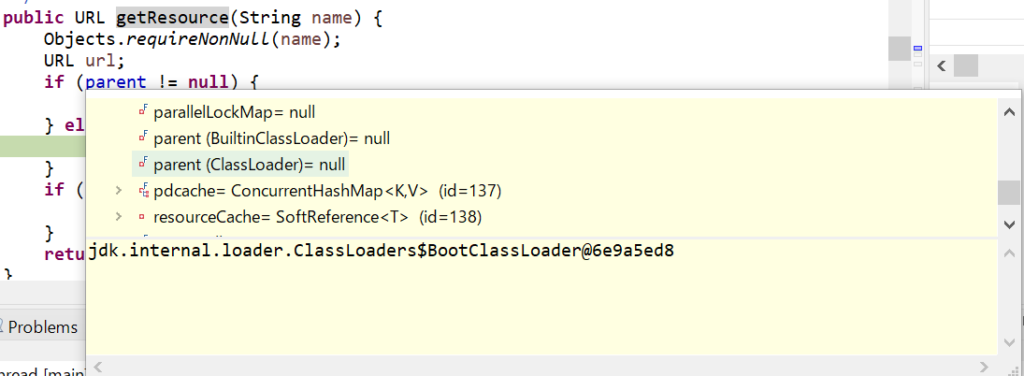 public URL getResource(String name) {
Objects.requireNonNull(name);
URL url;
if (parent != null) {
parallelLockMap= null
parent (BuiltinClassLoader)= null
} el
parent (ClassLoader)= null
}
pdcache= ConcurrentHashMap<K,V> (id=137)
if (
resourceCache= SoftReference<T> (id=138)
}
retu
jdk.internal.loader.ClassLoaders$BootClassLoader@6e9a5ed8
}
Problems
hread [main